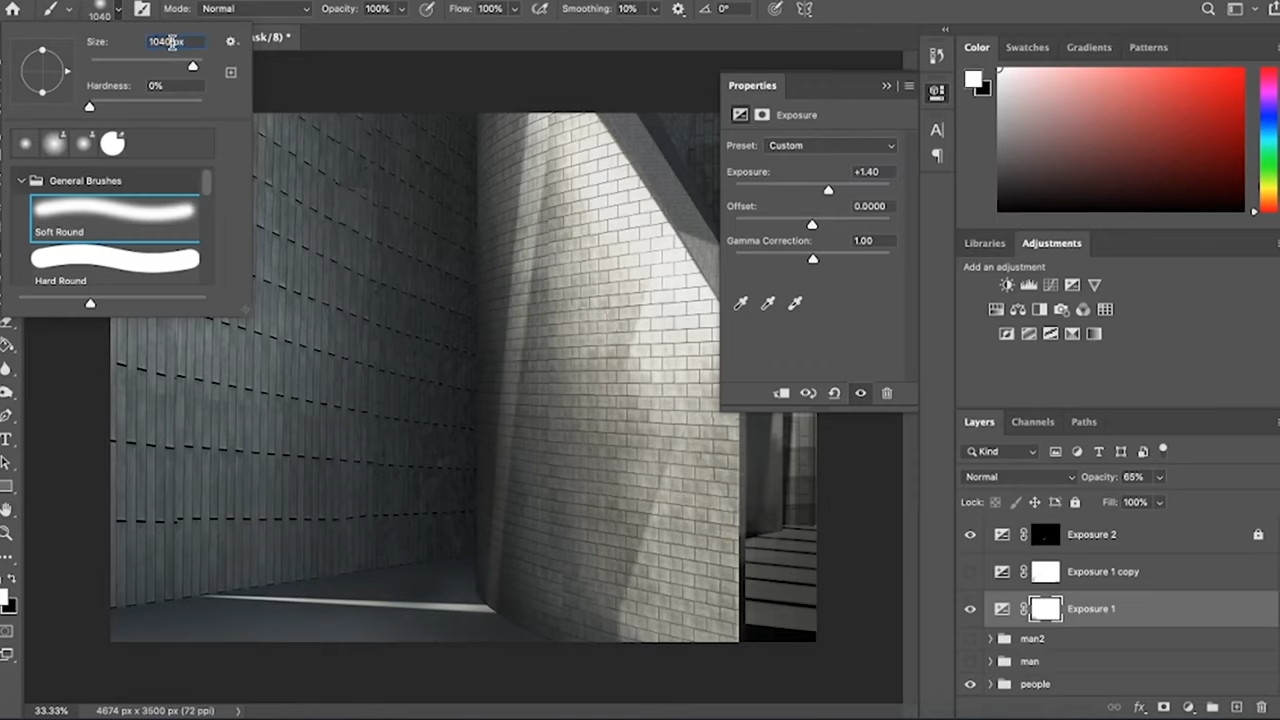 1040
Mode: Normal
Opacity: 100%
Flow: 100%
Smoothing: 10%
0°
Size: 1040 px
ask/8) *
Hardness: 0%
General Brushes
Soft Round
Hard Round
Properties
Exposure
Preset: Custom
Exposure: +1.40
Offset: 0.0000
Gamma Correction: 1.00
Color
Swatches
Gradients
Patterns
Libraries
Adjustments
Add an adjustment
Layers
Channels
Paths
Kind
Normal
Opacity: 65%
Lock:
Fill: 100%
Exposure 2
Exposure 1 copy
Exposure 1
man2
man
people
33.33%
4674 px x 3500 px (72 ppi)